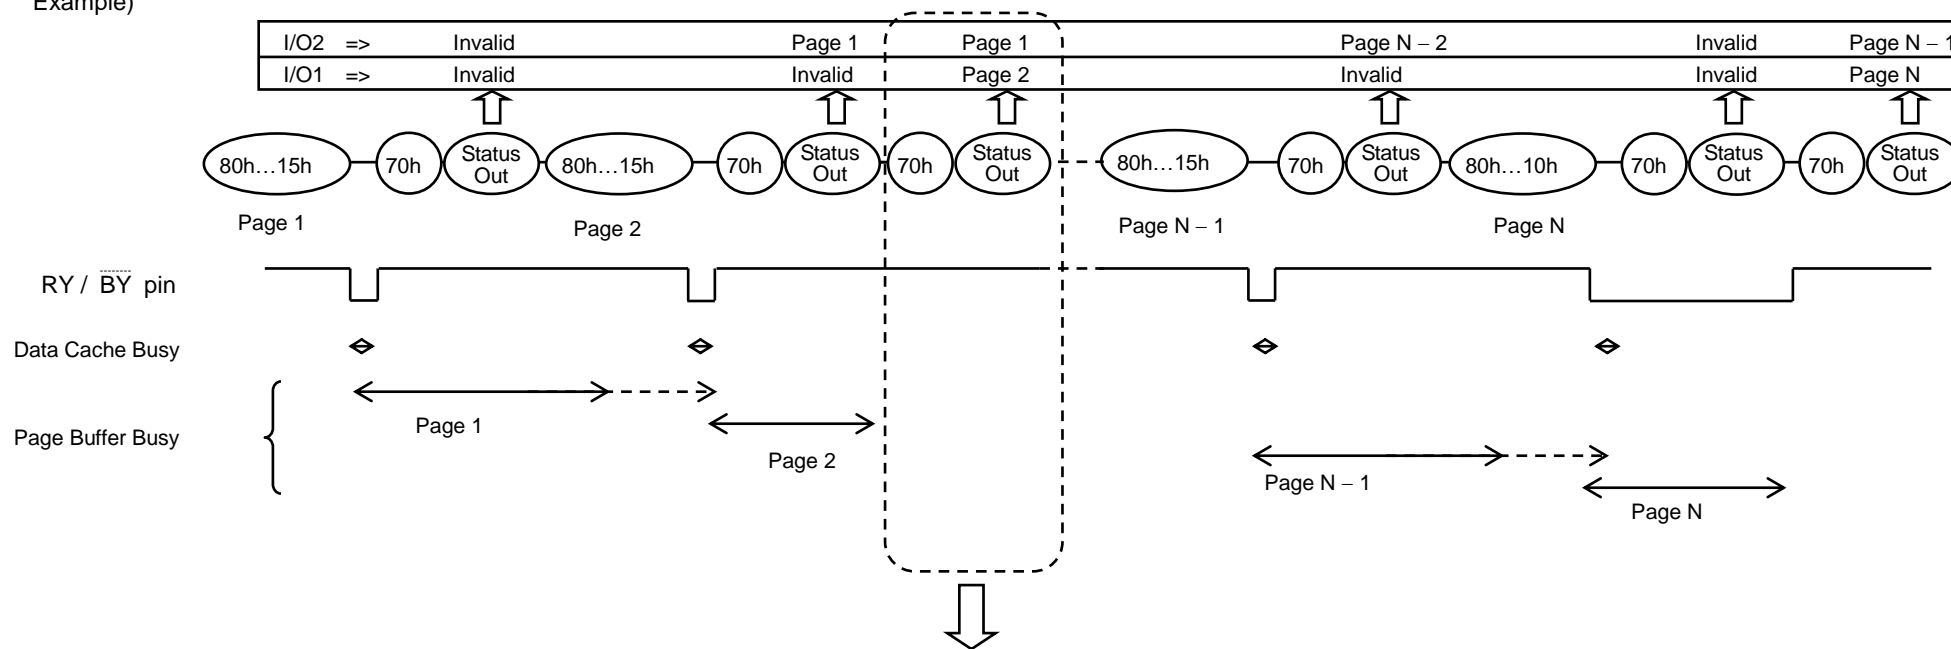 Example)
I/O2 => Invalid Page 1 Page 1 Page N − 2 Invalid Page N − 1
I/O1 => Invalid Invalid Page 2 Invalid Invalid Page N
80h…15h 70h Status Out 80h…15h 70h Status Out 70h Status Out 80h…15h 70h Status Out 80h…10h 70h Status Out 70h Status Out
Page 1 Page 2 Page N − 1 Page N
RY / BY pin
Data Cache Busy
Page Buffer Busy
Page 1
Page 2
Page N − 1
Page N